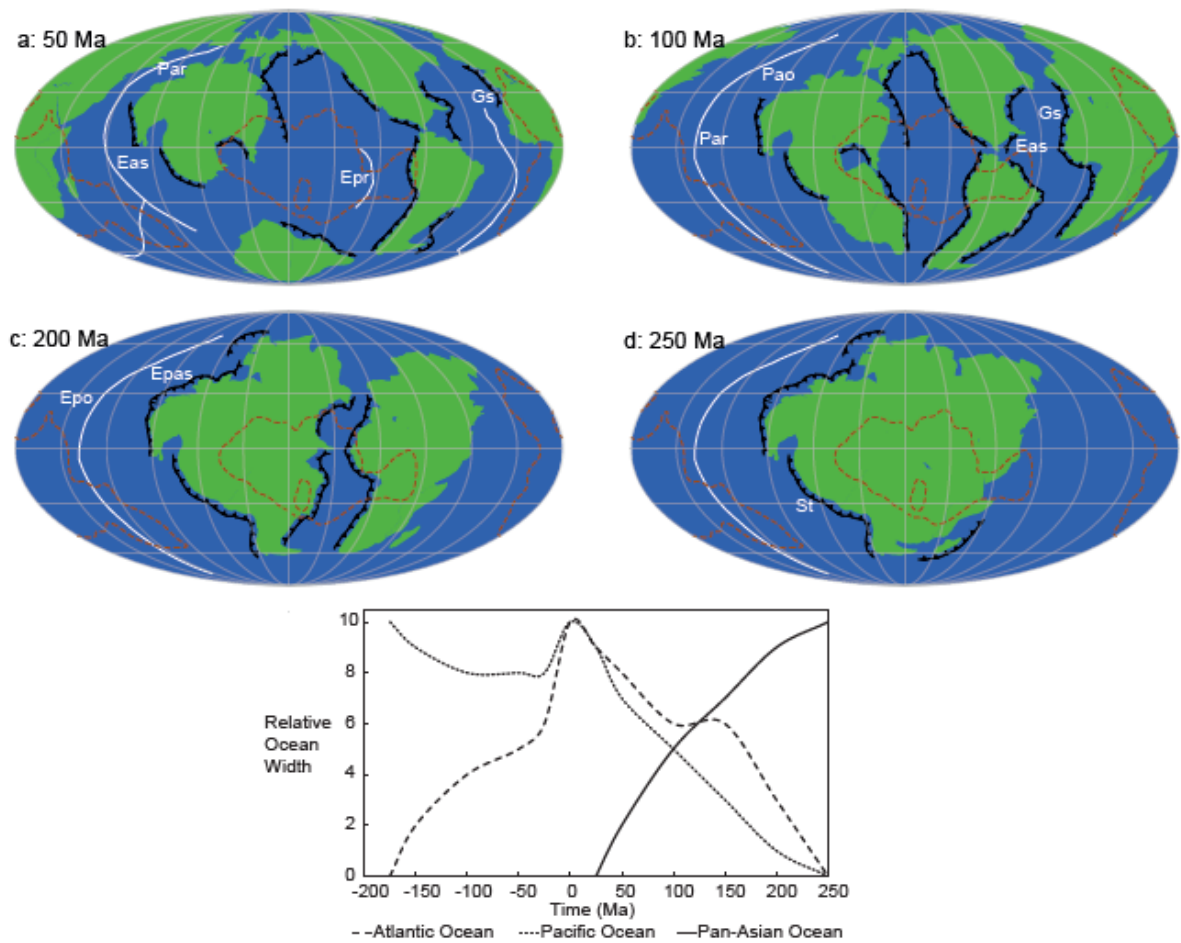 a: 50 Ma
Par
Gs
Eas
Epr
b: 100 Ma
Pao
Gs
Par
Eas
c: 200 Ma
Epas
Epo
d: 250 Ma
St
10
8
Relative
Ocean
Width
6
4
2
0
-200 -150 -100 -50 0 50 100 150 200 250
Time (Ma)
Atlantic Ocean Pacific Ocean Pan-Asian Ocean